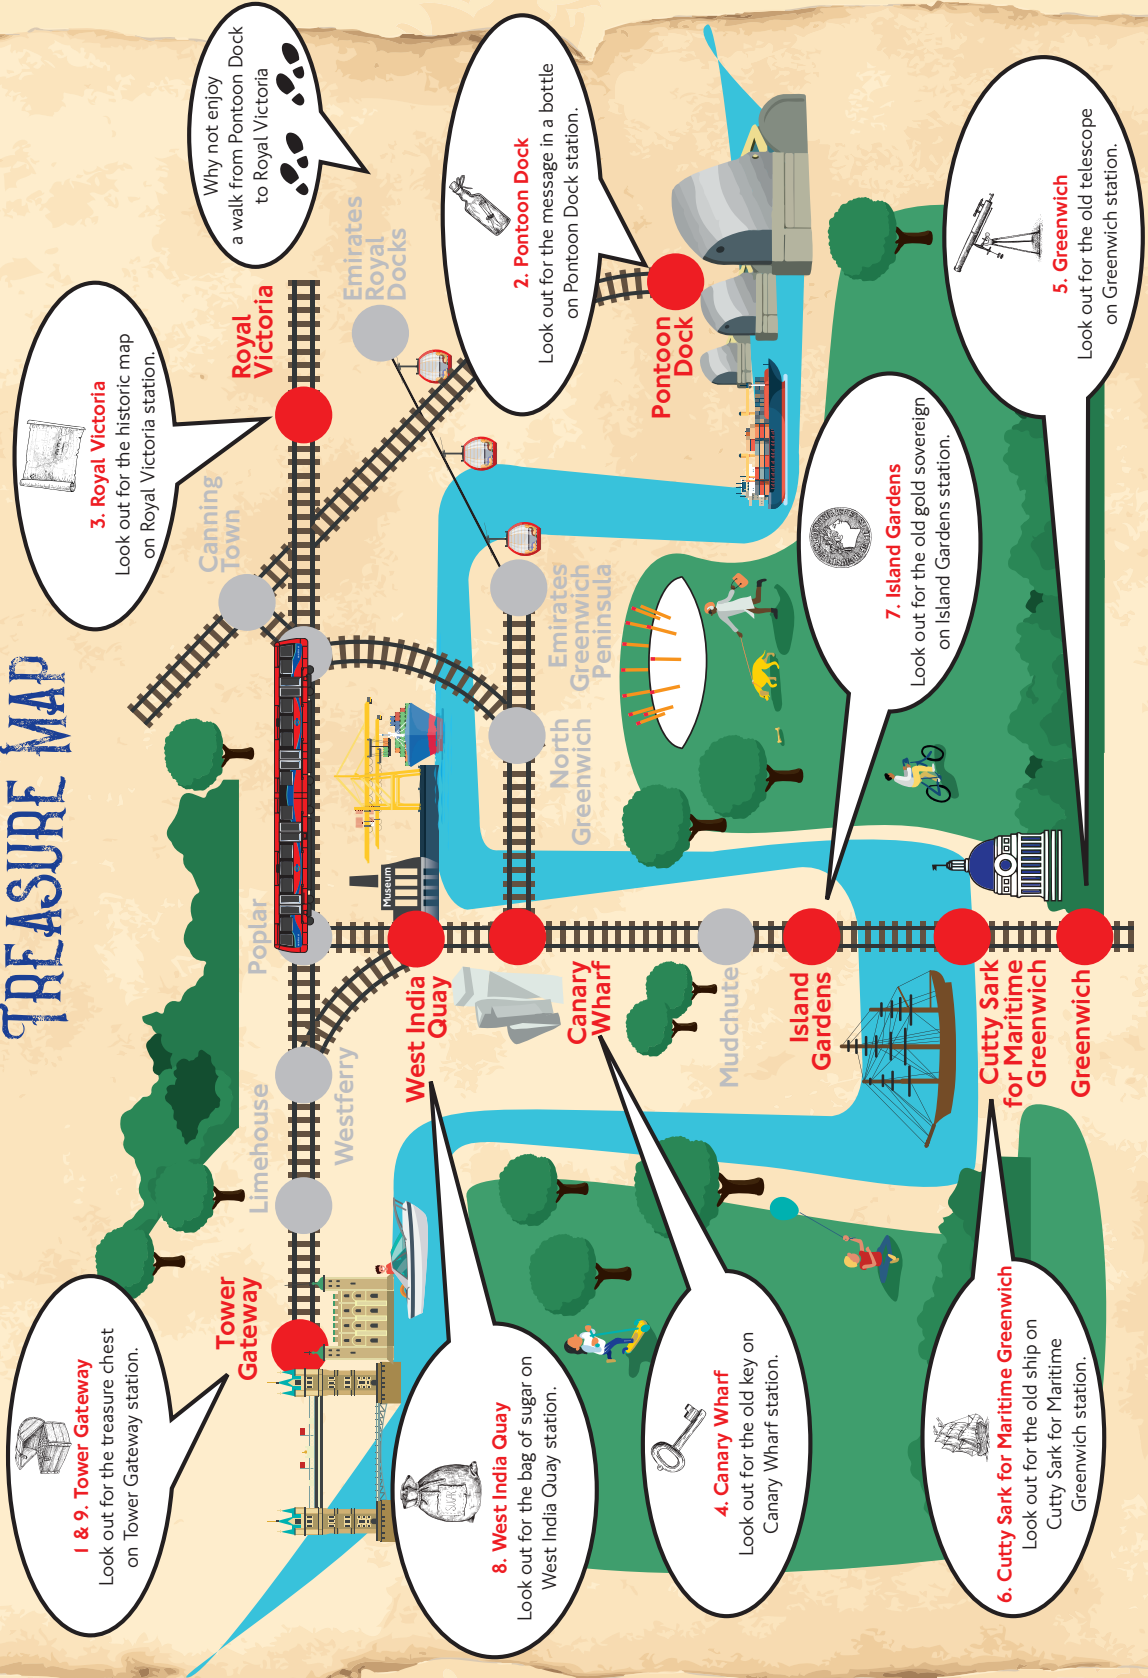 TREASURE MAP
1 & 9. Tower Gateway
Look out for the treasure chest
on Tower Gateway station.
3. Royal Victoria
Look out for the historic map
on Royal Victoria station.
Why not enjoy
a walk from Pontoon Dock
to Royal Victoria
Tower
Gateway
Limehouse
Westferry
Poplar
Canning
Town
Royal
Victoria
Emirates
Royal
Docks
Museum
8. West India Quay
Look out for the bag of sugar on
West India Quay station.
SUGAR
West India
Quay
2. Pontoon Dock
Look out for the message in a bottle
on Pontoon Dock station.
Canary
Wharf
North
Greenwich
Emirates
Greenwich
Peninsula
Pontoon
Dock
4. Canary Wharf
Look out for the old key on
Canary Wharf station.
Mudchute
Island
Gardens
7. Island Gardens
Look out for the old gold sovereign
on Island Gardens station.
6. Cutty Sark for Maritime Greenwich
Look out for the old ship on
Cutty Sark for Maritime
Greenwich station.
Cutty Sark
for Maritime
Greenwich
Greenwich
5. Greenwich
Look out for the old telescope
on Greenwich station.